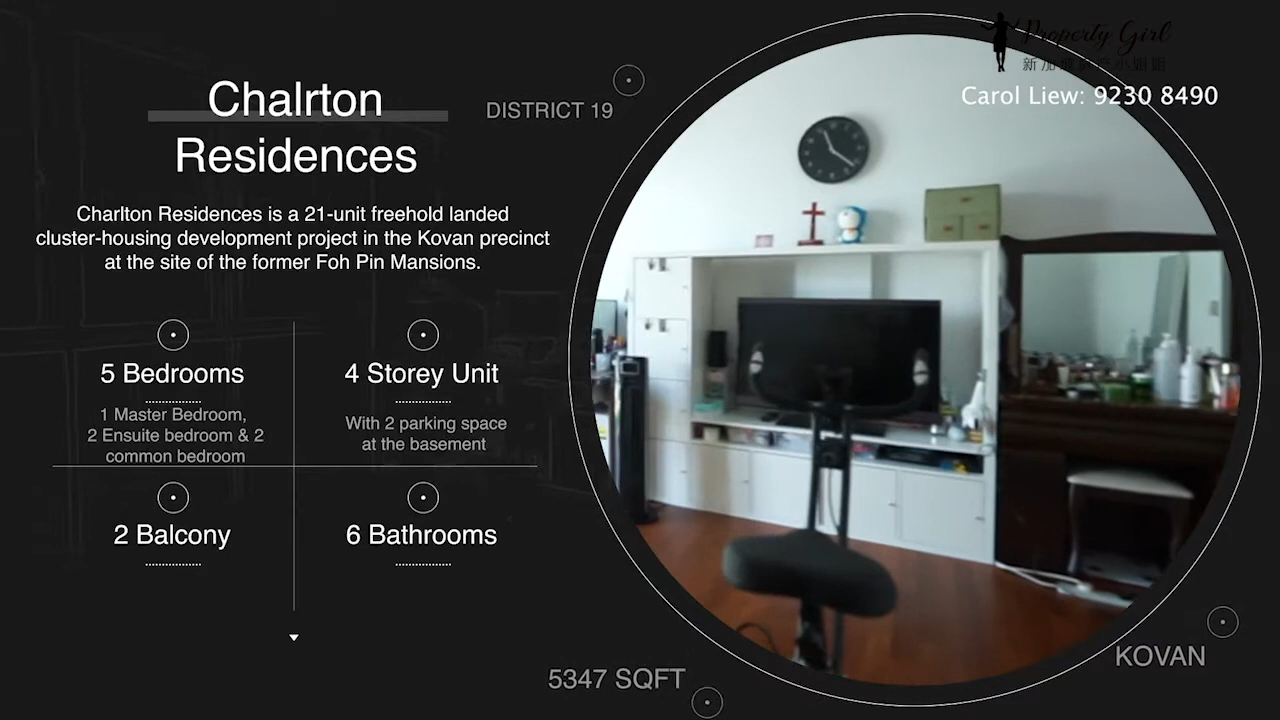 Chalrton
Residences
DISTRICT 19
Property Girl
Carol Liew: 9230 8490
Charlton Residences is a 21-unit freehold landed
cluster-housing development project in the Kovan precinct
at the site of the former Foh Pin Mansions.
5 Bedrooms
1 Master Bedroom,
2 Ensuite bedroom & 2
common bedroom
4 Storey Unit
With 2 parking space
at the basement
2 Balcony
6 Bathrooms
5347 SQFT
KOVAN